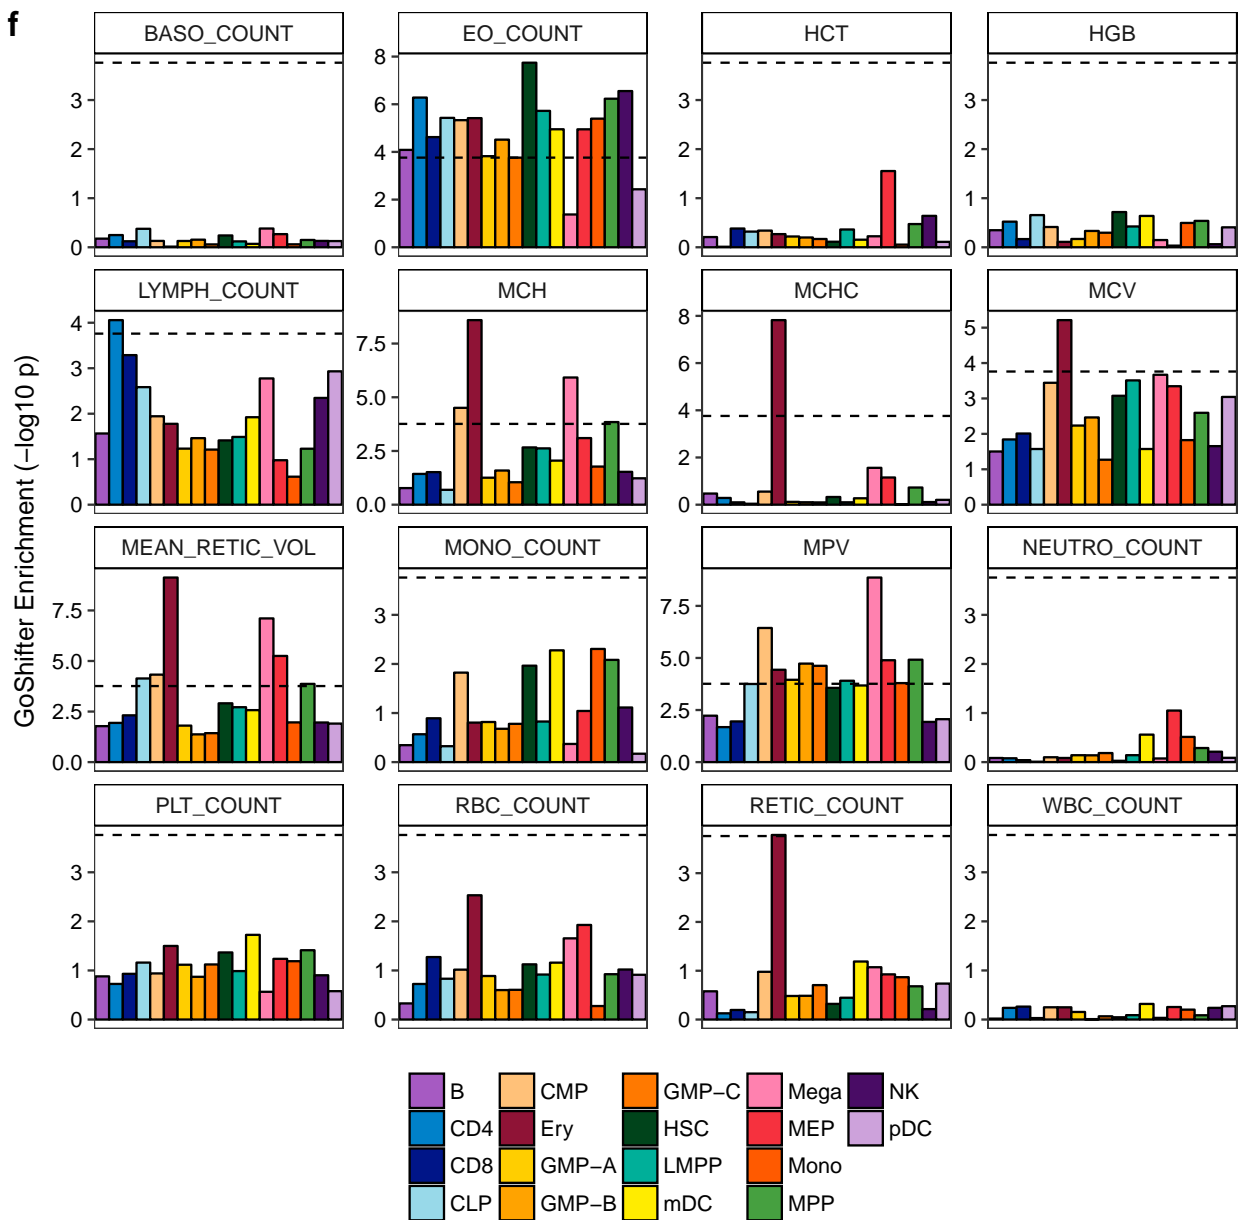 f
BASO_COUNT EO_COUNT HCT HGB
3 2 1 0
8 6 4 2 0
3 2 1 0
3 2 1 0
LYMPH_COUNT MCH MCHC MCV
4 3 2 1 0
7.5 5.0 2.5 0.0
8 6 4 2 0
5 4 3 2 1 0
MEAN_RETIC_VOL MONO_COUNT MPV NEUTRO_COUNT
7.5 5.0 2.5 0.0
3 2 1 0
7.5 5.0 2.5 0.0
3 2 1 0
PLT_COUNT RBC_COUNT RETIC_COUNT WBC_COUNT
3 2 1 0
3 2 1 0
3 2 1 0
3 2 1 0
GoShifter Enrichment (−log10 p)
B CMP GMP−C Mega NK
CD4 Ery HSC MEP pDC
CD8 GMP−A LMPP Mono
CLP GMP−B mDC MPP